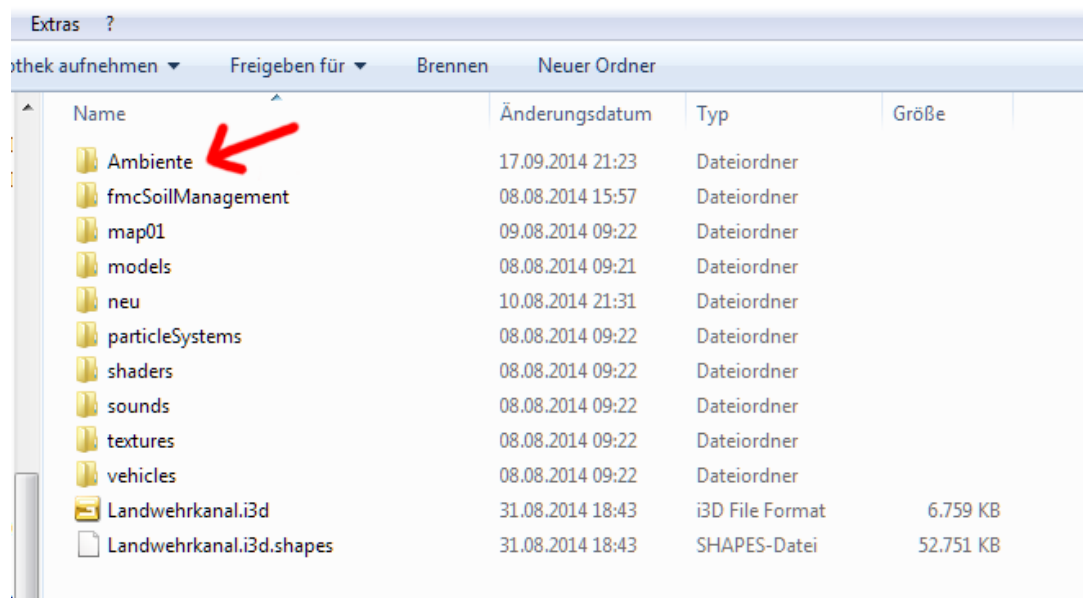 Extras ?
othek aufnehmen Freigeben für Brennen Neuer Ordner
Name Änderungsdatum Typ Größe
Ambiente 17.09.2014 21:23 Dateiordner
fmcSoilManagement 08.08.2014 15:57 Dateiordner
map01 09.08.2014 09:22 Dateiordner
models 08.08.2014 09:21 Dateiordner
neu 10.08.2014 21:31 Dateiordner
particleSystems 08.08.2014 09:22 Dateiordner
shaders 08.08.2014 09:22 Dateiordner
sounds 08.08.2014 09:22 Dateiordner
textures 08.08.2014 09:22 Dateiordner
vehicles 08.08.2014 09:22 Dateiordner
Landwehrkanal.i3d 31.08.2014 18:43 i3D File Format 6.759 KB
Landwehrkanal.i3d.shapes 31.08.2014 18:43 SHAPES-Datei 52.751 KB